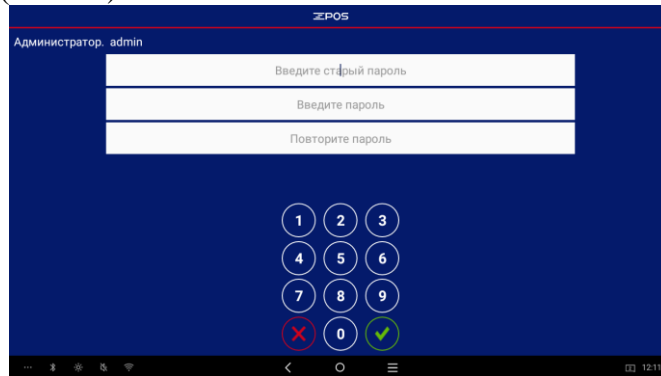 ZPOS
Администратор. admin
Введите старый пароль
Введите пароль
Повторите пароль
1 2 3
4 5 6
7 8 9
0
12:11